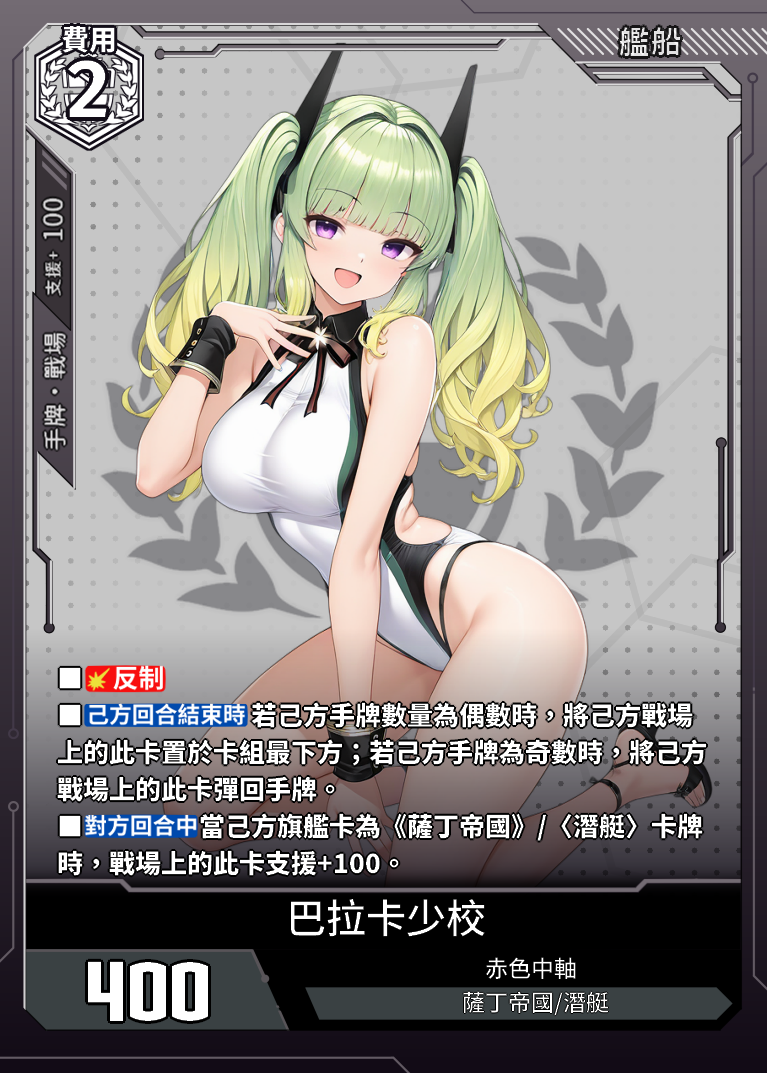 費用
2
艦船
支援+ 100
手牌・戰場
■反制
■己方回合結束時若己方手牌數量為偶數時，將己方戰場
上的此卡置於卡組最下方；若己方手牌為奇數時，將己方
戰場上的此卡彈回手牌。
■對方回合中當己方旗艦卡為《薩丁帝國》/〈潛艇〉卡牌
時，戰場上的此卡支援+100。
巴拉卡少校
400
赤色中軸
薩丁帝國/潛艇